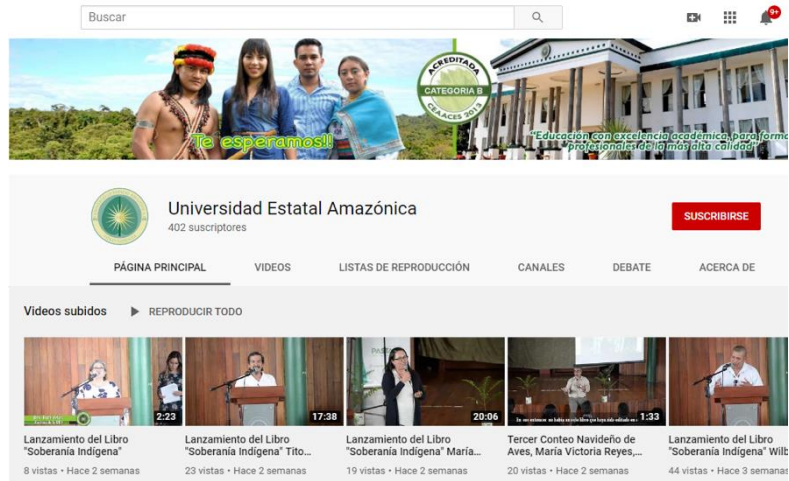 Buscar
9+
ACREDITADA
CATEGORIA B
CEAACES 2013
Te esperamos!!
"Educación con excelencia académica, para forma
profesionales de la más alta calidad"
Universidad Estatal Amazónica
402 suscriptores
SUSCRIBIRSE
PÁGINA PRINCIPAL VIDEOS LISTAS DE REPRODUCCIÓN CANALES DEBATE ACERCA DE
Videos subidos REPRODUCIR TODO
2:23 17:38 20:06 1:33
Lanzamiento del Libro
"Soberanía Indígena"
8 vistas • Hace 2 semanas
Lanzamiento del Libro
"Soberanía Indígena" Tito...
23 vistas • Hace 2 semanas
Lanzamiento del Libro
"Soberanía Indígena" María...
19 vistas • Hace 2 semanas
Tercer Conteo Navideño de
Aves, María Victoria Reyes,...
20 vistas • Hace 2 semanas
Lanzamiento del Libro
"Soberanía Indígena" Wilb
44 vistas • Hace 3 semanas